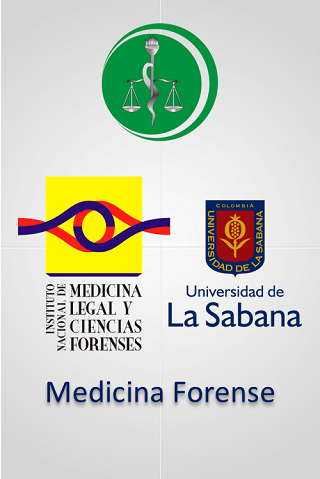 INSTITUTO
NACIONAL DE
MEDICINA
LEGAL Y
CIENCIAS
FORENSES
COLOMBIA
UNIVERSIDAD DE LA SABANA
Universidad de
La Sabana
Medicina Forense